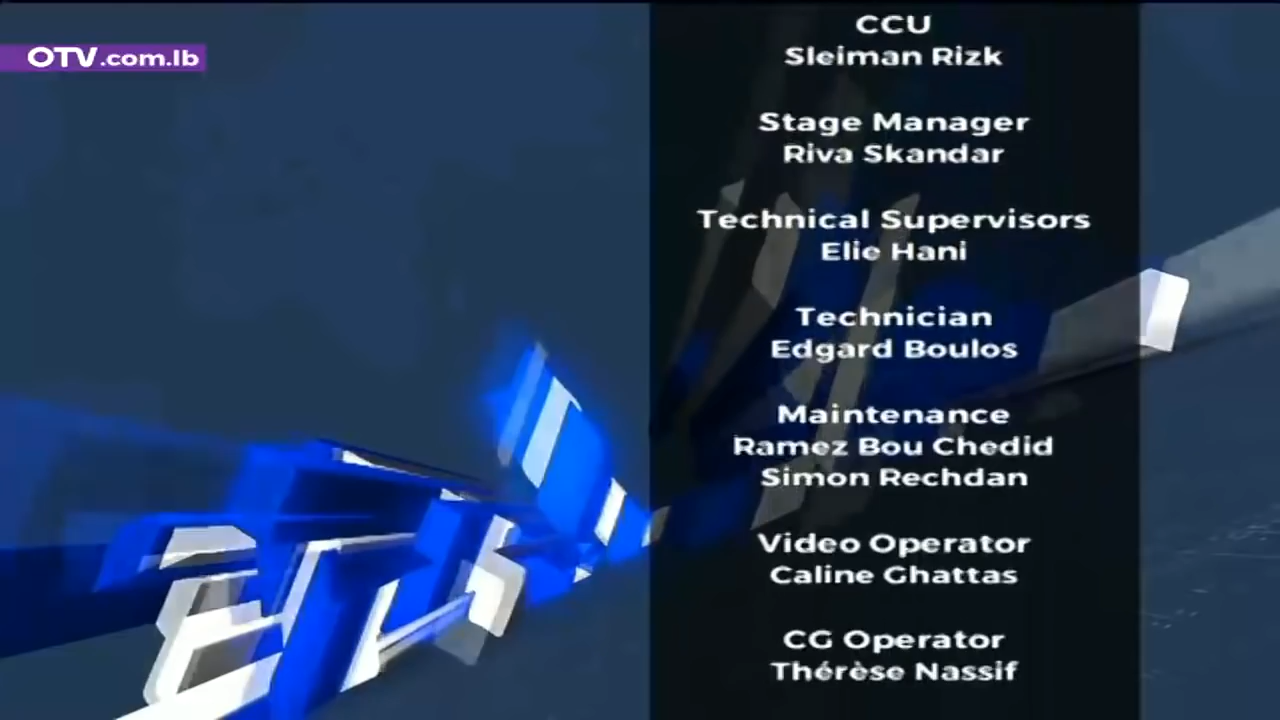 OTV.com.lb
CCU
Sleiman Rizk
Stage Manager
Riva Skandar
Technical Supervisors
Elie Hani
Technician
Edgard Boulos
Maintenance
Ramez Bou Chedid
Simon Rechdan
Video Operator
Caline Ghattas
CG Operator
Thérèse Nassif